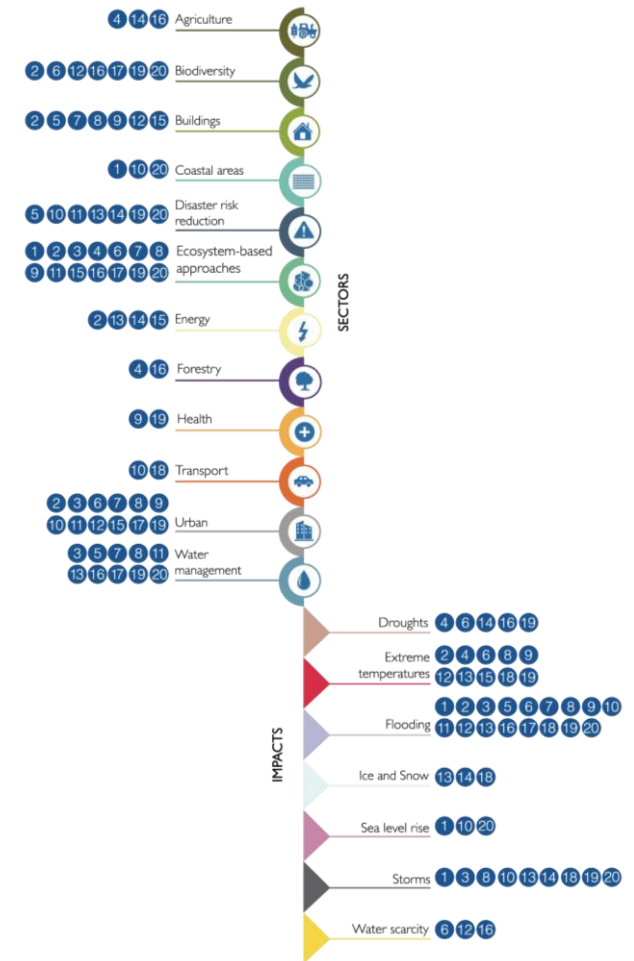 4 14 16 Agriculture
2 6 12 16 17 19 20 Biodiversity
2 5 7 8 9 12 15 Buildings
1 10 20 Coastal areas
Disaster risk
5 10 11 13 14 19 20 reduction
1 2 3 4 6 7 8 Ecosystem-based
9 11 15 16 17 19 20 approaches
SECTORS
2 13 14 15 Energy
4 16 Forestry
9 19 Health
10 18 Transport
2 3 6 7 8 9
10 11 12 15 17 19 Urban
3 5 7 8 11 Water
13 16 17 19 20 management
Droughts 4 6 14 16 19
Extreme 2 4 6 8 9
temperatures 12 13 15 18 19
1 2 3 5 6 7 8 9 10
Flooding 11 12 13 16 17 18 19 20
IMPACTS
Ice and Snow 13 14 18
Sea level rise 1 10 20
Storms 1 3 8 10 13 14 18 19 20
Water scarcity 6 12 16